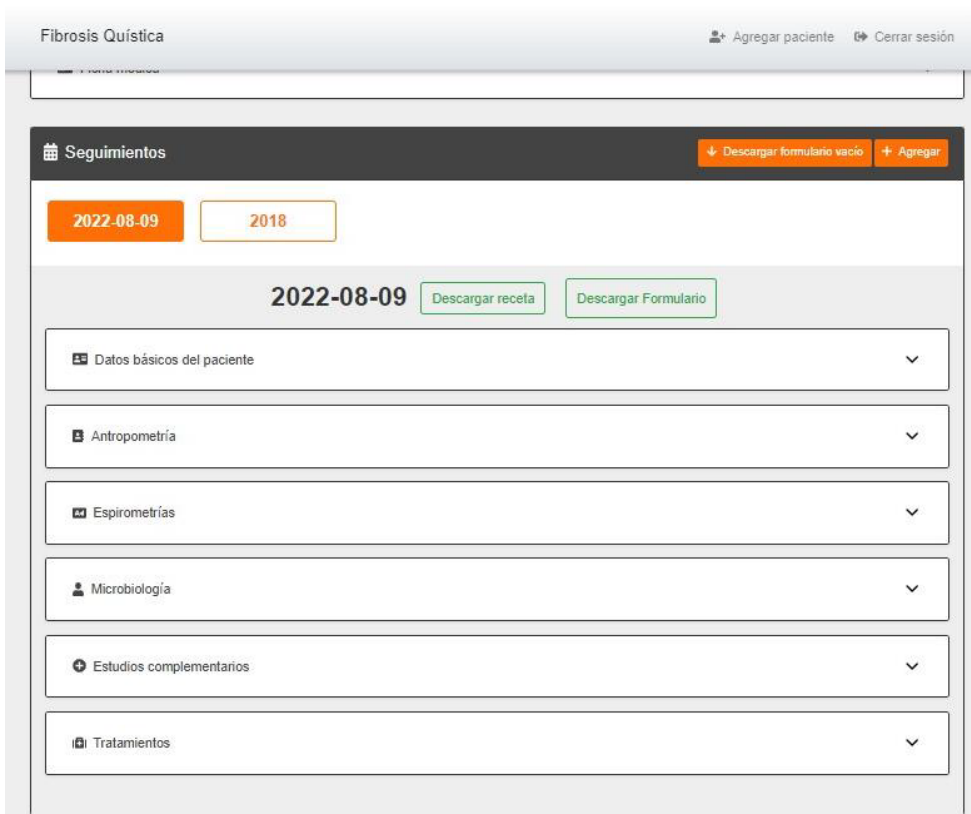 Fibrosis Quística
Agregar paciente
Cerrar sesión
Seguimientos
Descargar formulario vacío
+ Agregar
2022-08-09
2018
2022-08-09
Descargar receta
Descargar Formulario
Datos básicos del paciente
Antropometría
Espirometrías
Microbiología
Estudios complementarios
Tratamientos